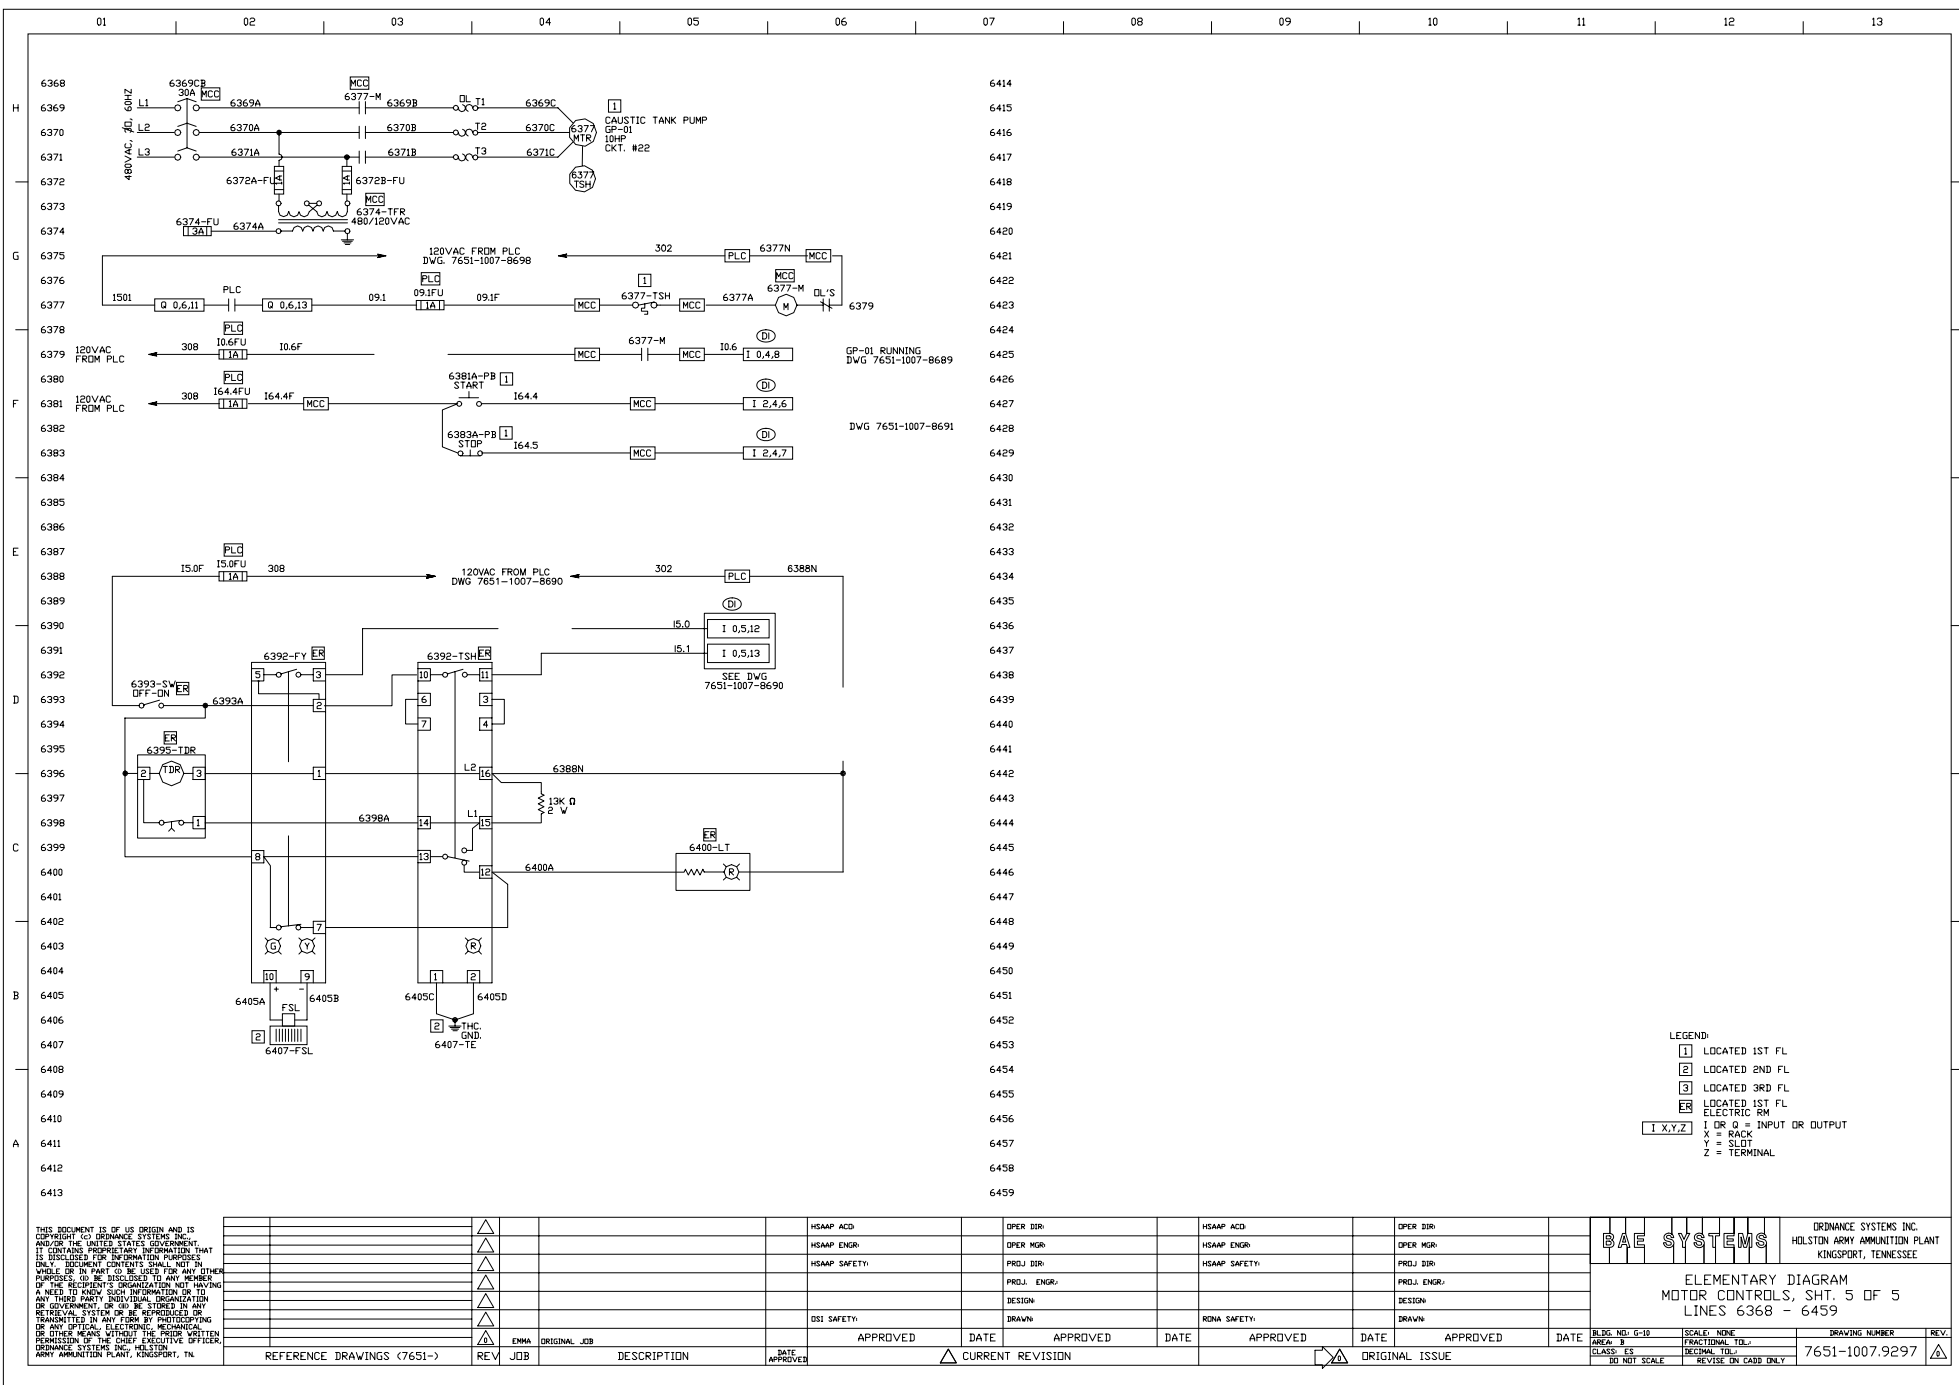 01 02 03 04 05 06 07 08 09 10 11 12 13
H
G
F
E
D
C
B
A
6368
6369
6370
6371
6372
6373
6374
6375
6376
6377
6378
6379
6380
6381
6382
6383
6384
6385
6386
6387
6388
6389
6390
6391
6392
6393
6394
6395
6396
6397
6398
6399
6400
6401
6402
6403
6404
6405
6406
6407
6408
6409
6410
6411
6412
6413
6414
6415
6416
6417
6418
6419
6420
6421
6422
6423
6424
6425
6426
6427
6428
6429
6430
6431
6432
6433
6434
6435
6436
6437
6438
6439
6440
6441
6442
6443
6444
6445
6446
6447
6448
6449
6450
6451
6452
6453
6454
6455
6456
6457
6458
6459
480VAC, 3Ø, 60HZ
6369CB
30A MCC
MCC
6377-M
L1 6369A 6369B OL T1 6369C
L2 6370A 6370B T2 6370C
L3 6371A 6371B T3 6371C
6377
MTR
6377
TSH
1
CAUSTIC TANK PUMP
GP-01
10HP
CKT. #22
6372A-FU 1A 1A 6372B-FU
MCC
6374-TFR
480/120VAC
6374-FU
3A 6374A
120VAC FROM PLC
DWG. 7651-1007-8698
302 PLC 6377N MCC
1501 Q 0,6,11 PLC Q 0,6,13 09.1
PLC
09.1FU
1A 09.1F MCC
1
6377-TSH
MCC 6377A
MCC
6377-M
M
OL'S
6379
120VAC
FROM PLC
308
PLC
I0.6FU
1A I0.6F
MCC 6377-M MCC I0.6
DI
I 0,4,8
GP-01 RUNNING
DWG 7651-1007-8689
120VAC
FROM PLC
308
PLC
I64.4FU
1A I64.4F MCC
6381A-PB 1
START
I64.4 MCC
DI
I 2,4,6
DWG 7651-1007-8691
6383A-PB 1
STOP
I64.5 MCC
DI
I 2,4,7
PLC
I5.0F I5.0FU 308
1A
120VAC FROM PLC
DWG 7651-1007-8690
302 PLC 6388N
DI
I5.0 I 0,5,12
I5.1 I 0,5,13
SEE DWG
7651-1007-8690
6392-FY ER
5 3
2
1
8
7
G Y
10 9
+ -
6405A 6405B
FSL
2
6407-FSL
6392-TSH ER
10 11
6 3
7 4
L2 16 6388N
L1
14 15
13
12
R
1 2
6405C 6405D
2 THC.
GND.
6407-TE
6393-SW
OFF-ON ER
6393A
ER
6395-TDR
2 TDR 3
1
6398A
13K Ω
2 W
ER
6400-LT
6400A R
LEGEND:
1 LOCATED 1ST FL
2 LOCATED 2ND FL
3 LOCATED 3RD FL
ER LOCATED 1ST FL
ELECTRIC RM
I X,Y,Z I OR Q = INPUT OR OUTPUT
X = RACK
Y = SLOT
Z = TERMINAL
THIS DOCUMENT IS OF US ORIGIN AND IS
COPYRIGHT (c) ORDNANCE SYSTEMS INC.,
AND/OR THE UNITED STATES GOVERNMENT.
IT CONTAINS PROPRIETARY INFORMATION THAT
IS DISCLOSED FOR INFORMATION PURPOSES
ONLY. DOCUMENT CONTENTS SHALL NOT IN
WHOLE OR IN PART (i) BE USED FOR ANY OTHER
PURPOSES, (ii) BE DISCLOSED TO ANY MEMBER
OF THE RECIPIENT'S ORGANIZATION NOT HAVING
A NEED TO KNOW SUCH INFORMATION OR TO
ANY THIRD PARTY INDIVIDUAL ORGANIZATION
OR GOVERNMENT, OR (iii) BE STORED IN ANY
RETRIEVAL SYSTEM OR BE REPRODUCED OR
TRANSMITTED IN ANY FORM BY PHOTOCOPYING
OR ANY OPTICAL, ELECTRONIC, MECHANICAL
OR OTHER MEANS WITHOUT THE PRIOR WRITTEN
PERMISSION OF THE CHIEF EXECUTIVE OFFICER,
ORDNANCE SYSTEMS INC., HOLSTON
ARMY AMMUNITION PLANT, KINGSPORT, TN.
REFERENCE DRAWINGS (7651-)
0 EMMA ORIGINAL JOB
REV JOB DESCRIPTION DATE
APPROVED
HSAAP ACO: OPER DIR: HSAAP ACO: OPER DIR:
HSAAP ENGR: OPER MGR: HSAAP ENGR: OPER MGR:
HSAAP SAFETY: PROJ DIR: HSAAP SAFETY: PROJ DIR:
PROJ. ENGR.: PROJ. ENGR.:
DESIGN: DESIGN:
OSI SAFETY: DRAWN: RONA SAFETY: DRAWN:
APPROVED DATE APPROVED DATE APPROVED DATE APPROVED DATE
CURRENT REVISION
0 ORIGINAL ISSUE
BAE SYSTEMS
ORDNANCE SYSTEMS INC.
HOLSTON ARMY AMMUNITION PLANT
KINGSPORT, TENNESSEE
ELEMENTARY DIAGRAM
MOTOR CONTROLS, SHT. 5 OF 5
LINES 6368 - 6459
BLDG. NO.: G-10 SCALE: NONE DRAWING NUMBER REV.
AREA: B FRACTIONAL TOL.:
CLASS: ES DECIMAL TOL.: 7651-1007.9297 0
DO NOT SCALE REVISE ON CADD ONLY